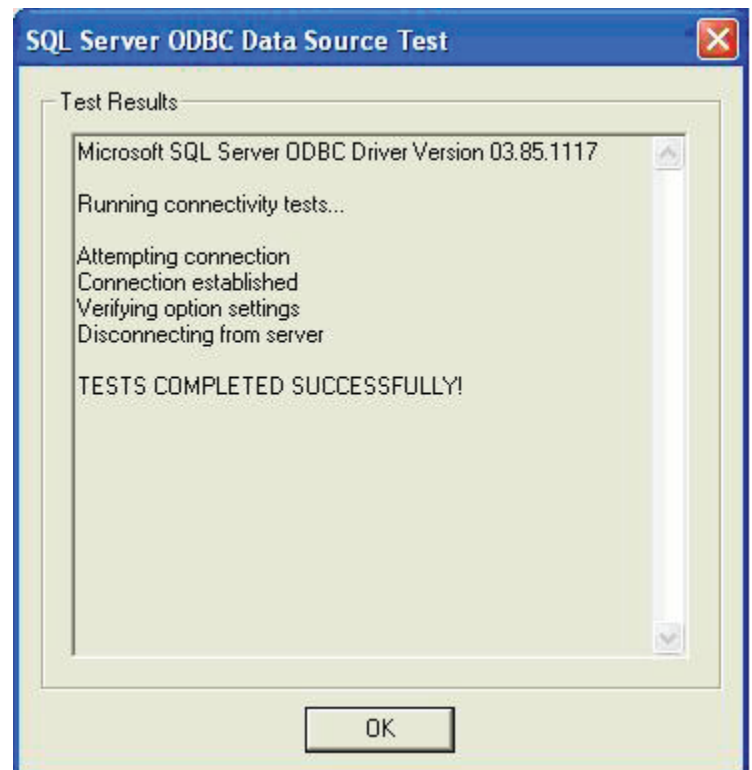 SQL Server ODBC Data Source Test
Test Results
Microsoft SQL Server ODBC Driver Version 03.85.1117
Running connectivity tests...
Attempting connection
Connection established
Verifying option settings
Disconnecting from server
TESTS COMPLETED SUCCESSFULLY!
OK